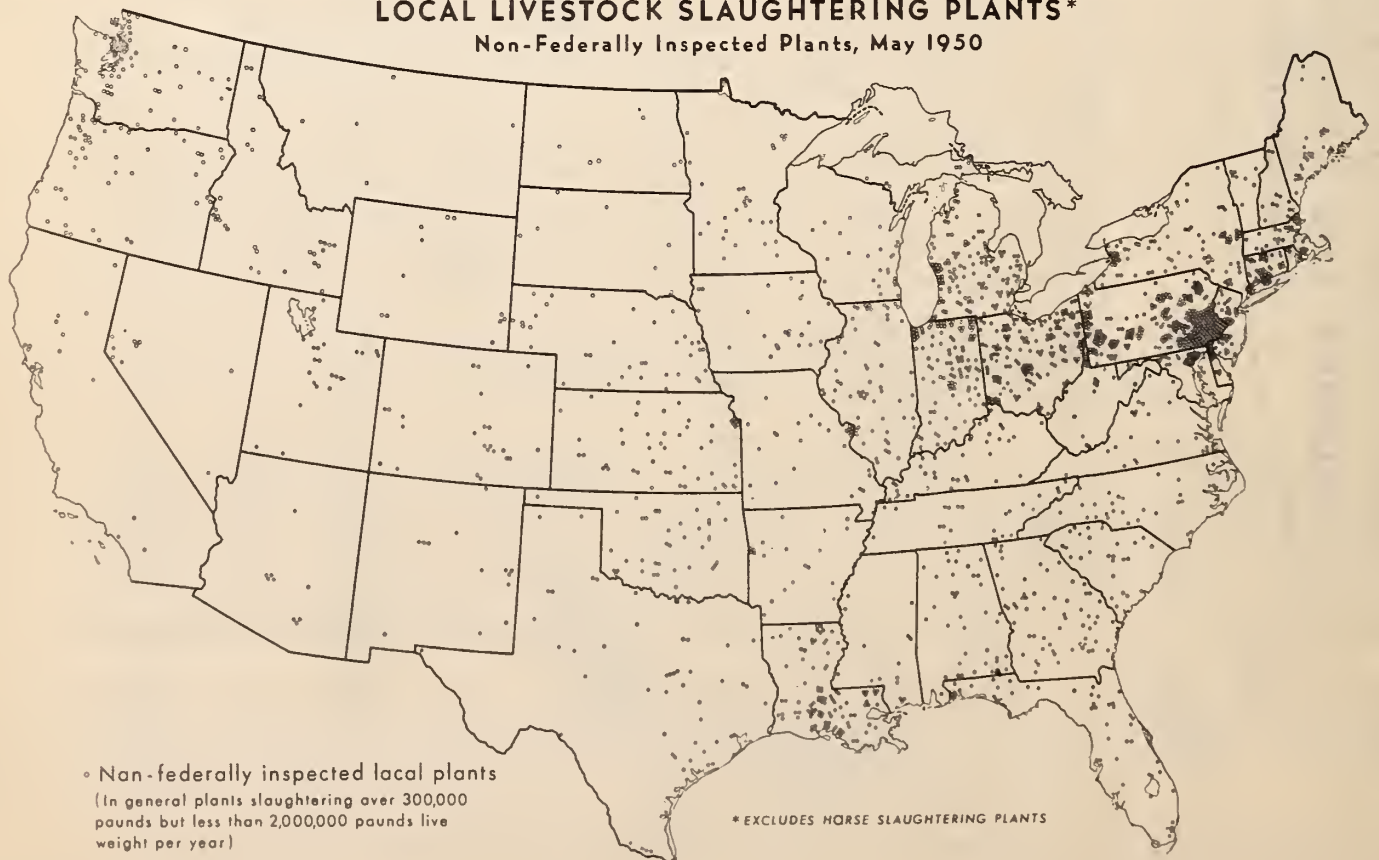 LOCAL LIVESTOCK SLAUGHTERING PLANTS*
Non-Federally Inspected Plants, May 1950
Nan-federally inspected lacal plants
(In general plants slaughtering over 300,000
pounds but less than 2,000,000 pounds live
weight per year)
*EXCLUDES HORSE SLAUGHTERING PLANTS